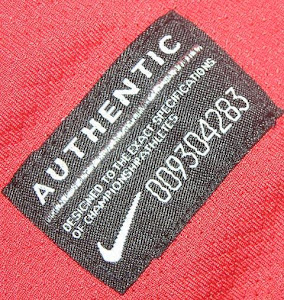 AUTHENTIC
DESIGNED TO THE EXACT SPECIFICATIONS
OF CHAMPIONSHIP ATHLETES
009304283